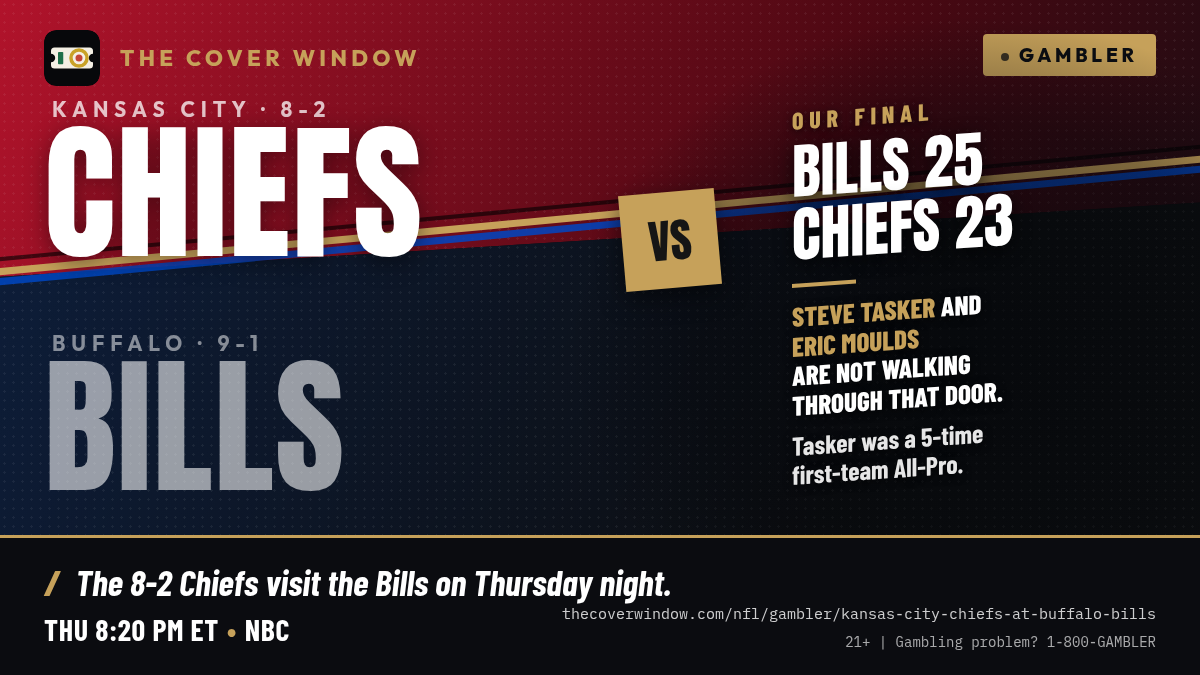 THE COVER WINDOW
• GAMBLER
KANSAS CITY · 8-2
CHIEFS
VS
BUFFALO · 9-1
BILLS
OUR FINAL
BILLS 25
CHIEFS 23
STEVE TASKER AND
ERIC MOULDS
ARE NOT WALKING
THROUGH THAT DOOR.
Tasker was a 5-time
first-team All-Pro.
/ The 8-2 Chiefs visit the Bills on Thursday night.
THU 8:20 PM ET • NBC
thecoverwindow.com/nfl/gambler/kansas-city-chiefs-at-buffalo-bills
21+ | Gambling problem? 1-800-GAMBLER